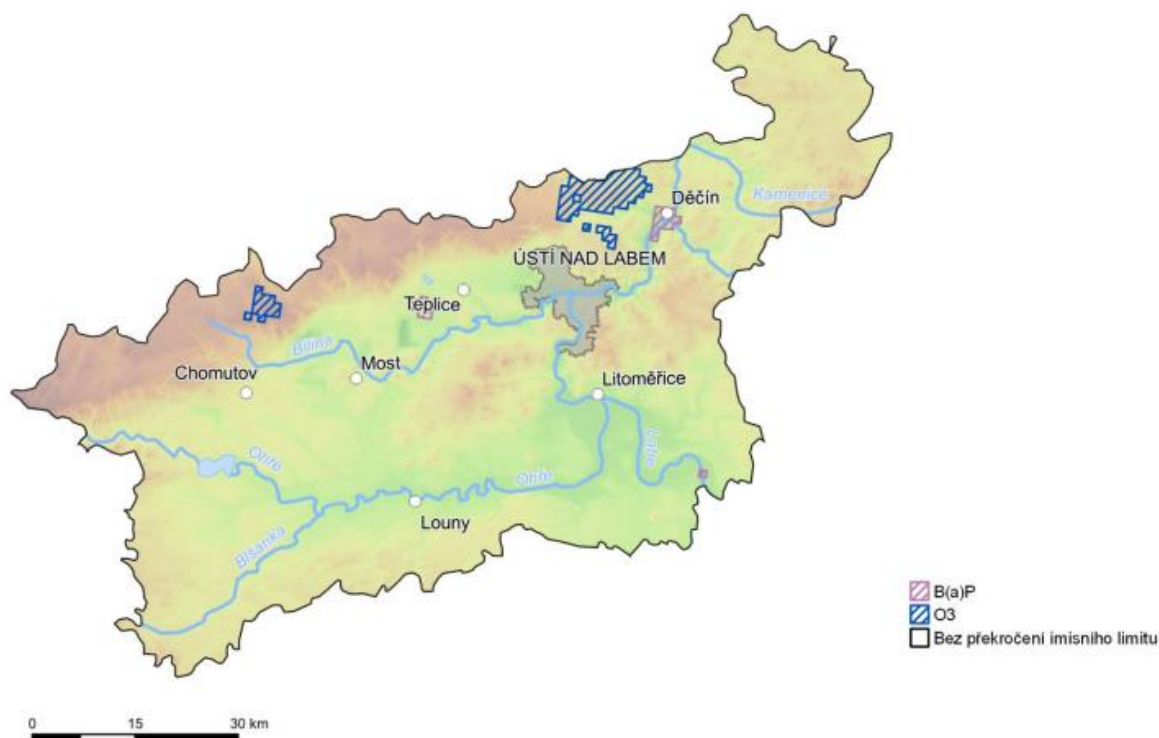 Kamenice
Děčín
ÚSTÍ NAD LABEM
Teplice
Bílina
Most
Chomutov
Litoměřice
Labe
Ohře
Ohře
Louny
Blšanka
B(a)P
O3
Bez překročení imisního limitu
0 15 30 km